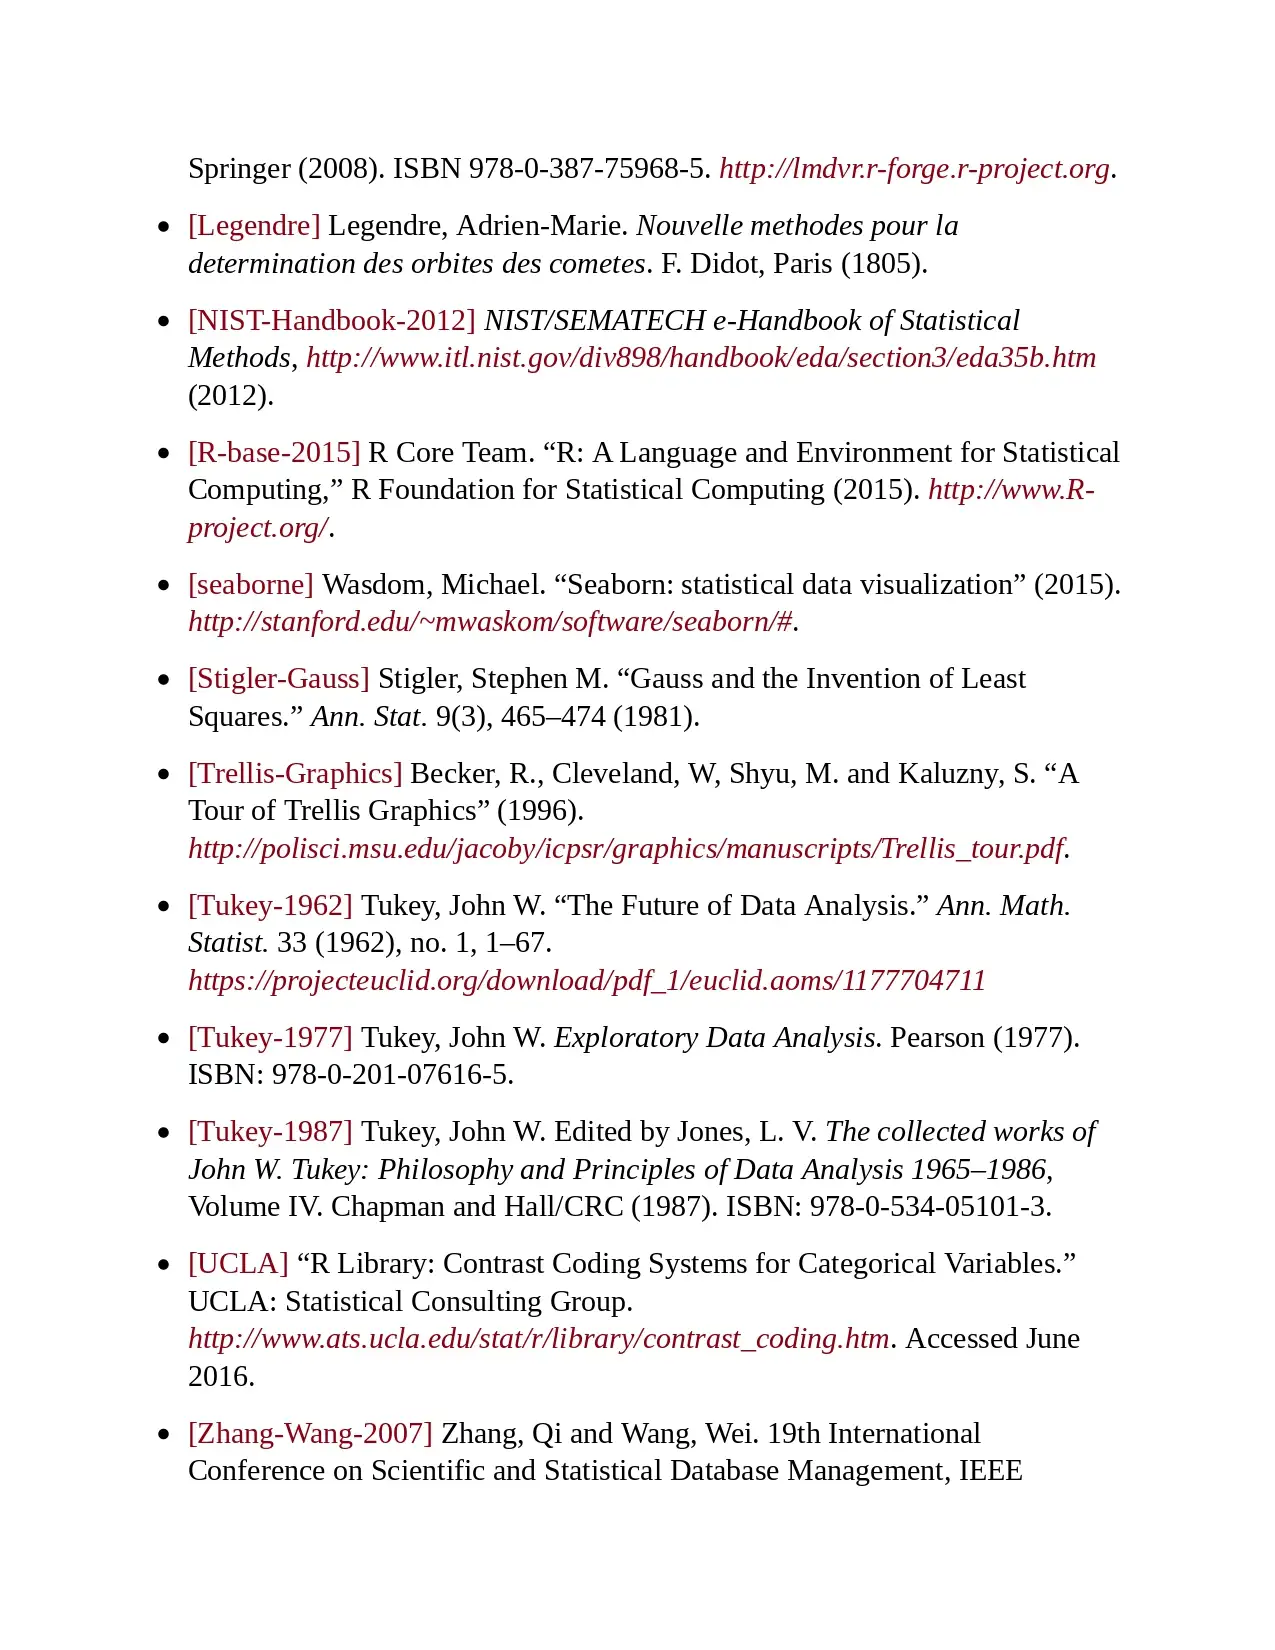 Springer (2008). ISBN 978-0-387-75968-5. http://lmdvr.r-forge.r-project.org.
• [Legendre] Legendre, Adrien-Marie. Nouvelle methodes pour la
determination des orbites des cometes. F. Didot, Paris (1805).
• [NIST-Handbook-2012] NIST/SEMATECH e-Handbook of Statistical
Methods, http://www.itl.nist.gov/div898/handbook/eda/section3/eda35b.htm
(2012).
• [R-base-2015] R Core Team. “R: A Language and Environment for Statistical
Computing,” R Foundation for Statistical Computing (2015). http://www.R-
project.org/.
• [seaborne] Wasdom, Michael. “Seaborn: statistical data visualization” (2015).
http://stanford.edu/~mwaskom/software/seaborn/#.
• [Stigler-Gauss] Stigler, Stephen M. “Gauss and the Invention of Least
Squares.” Ann. Stat. 9(3), 465–474 (1981).
• [Trellis-Graphics] Becker, R., Cleveland, W, Shyu, M. and Kaluzny, S. “A
Tour of Trellis Graphics” (1996).
http://polisci.msu.edu/jacoby/icpsr/graphics/manuscripts/Trellis_tour.pdf.
• [Tukey-1962] Tukey, John W. “The Future of Data Analysis.” Ann. Math.
Statist. 33 (1962), no. 1, 1–67.
https://projecteuclid.org/download/pdf_1/euclid.aoms/1177704711
• [Tukey-1977] Tukey, John W. Exploratory Data Analysis. Pearson (1977).
ISBN: 978-0-201-07616-5.
• [Tukey-1987] Tukey, John W. Edited by Jones, L. V. The collected works of
John W. Tukey: Philosophy and Principles of Data Analysis 1965–1986,
Volume IV. Chapman and Hall/CRC (1987). ISBN: 978-0-534-05101-3.
• [UCLA] “R Library: Contrast Coding Systems for Categorical Variables.”
UCLA: Statistical Consulting Group.
http://www.ats.ucla.edu/stat/r/library/contrast_coding.htm. Accessed June
2016.
• [Zhang-Wang-2007] Zhang, Qi and Wang, Wei. 19th International
Conference on Scientific and Statistical Database Management, IEEE